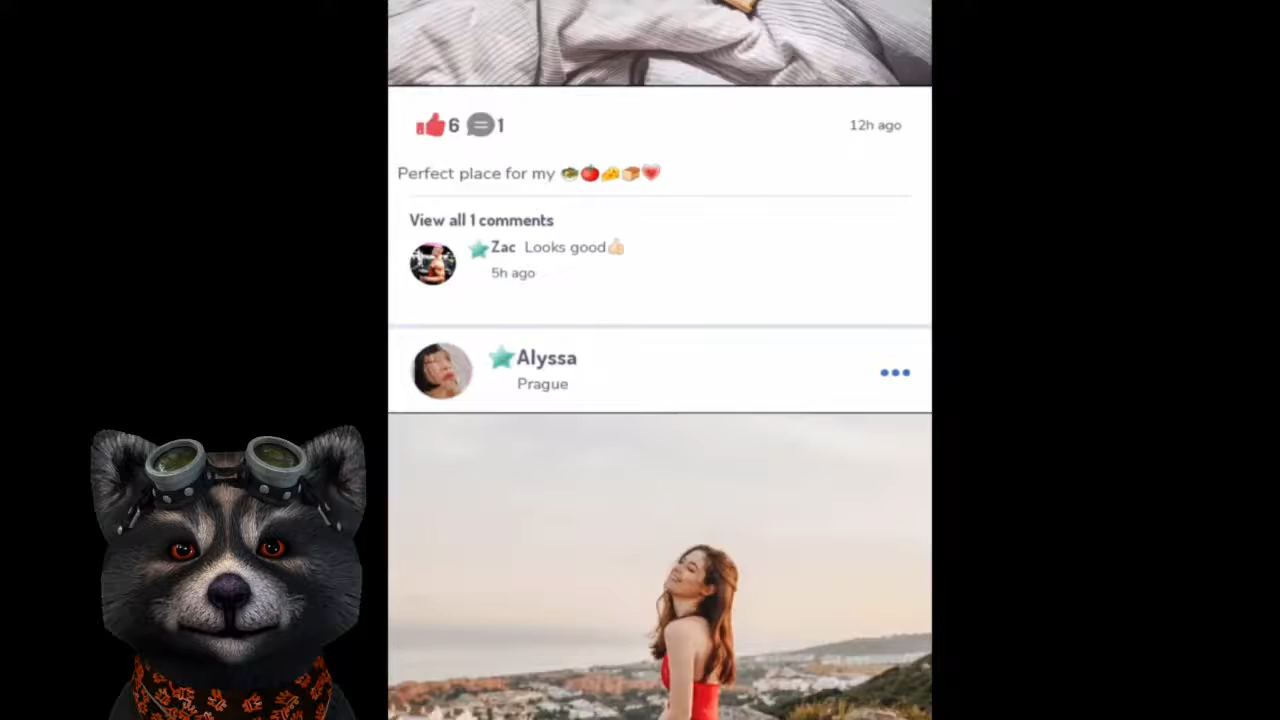 6 1 12h ago
Perfect place for my 🥗🍅🧀🍞💗
View all 1 comments
Zac Looks good👍🏻
5h ago
Alyssa
Prague